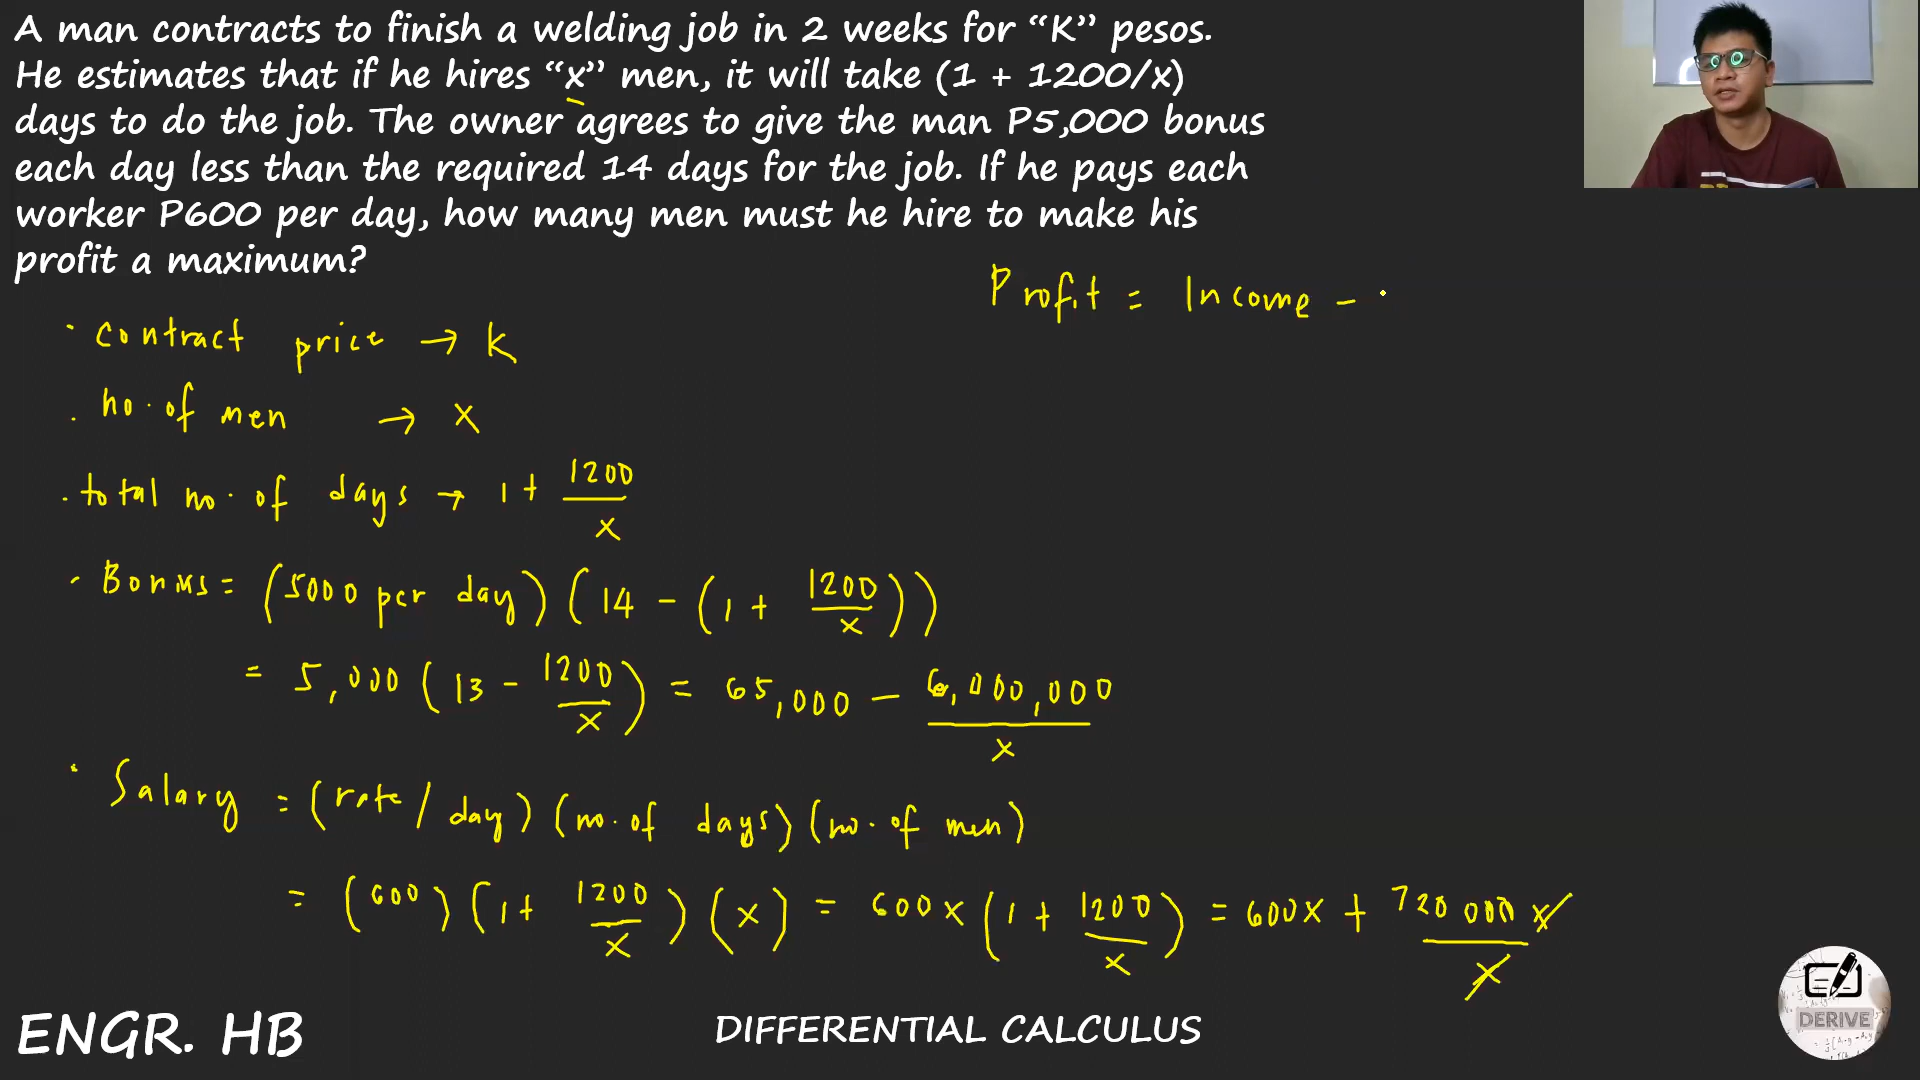 A man contracts to finish a welding job in 2 weeks for “K” pesos.
He estimates that if he hires “x” men, it will take (1 + 1200/x)
days to do the job. The owner agrees to give the man P5,000 bonus
each day less than the required 14 days for the job. If he pays each
worker P600 per day, how many men must he hire to make his
profit a maximum?
Profit = Income -
· contract price → K
· no. of men → x
· total no. of days → 1 + 1200/x
· Bonus = (5000 per day) (14 - (1 + 1200/x))
= 5,000 (13 - 1200/x) = 65,000 - 6,000,000/x
· Salary = (rate / day) (no. of days) (no. of men)
= (600) (1 + 1200/x) (x) = 600x (1 + 1200/x) = 600x + 720 000 x/x
ENGR. HB
DIFFERENTIAL CALCULUS
DERIVE